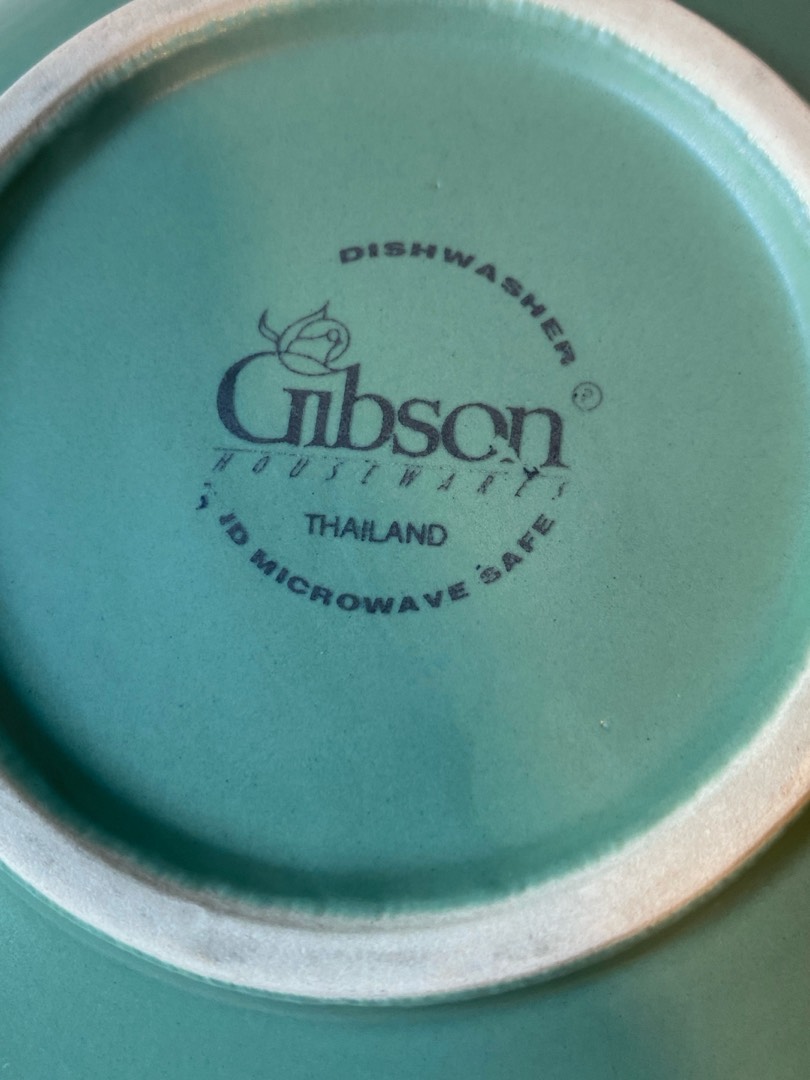 DISHWASHER
®
Gibson
HOUSEWARES
THAILAND
MICROWAVE SAFE